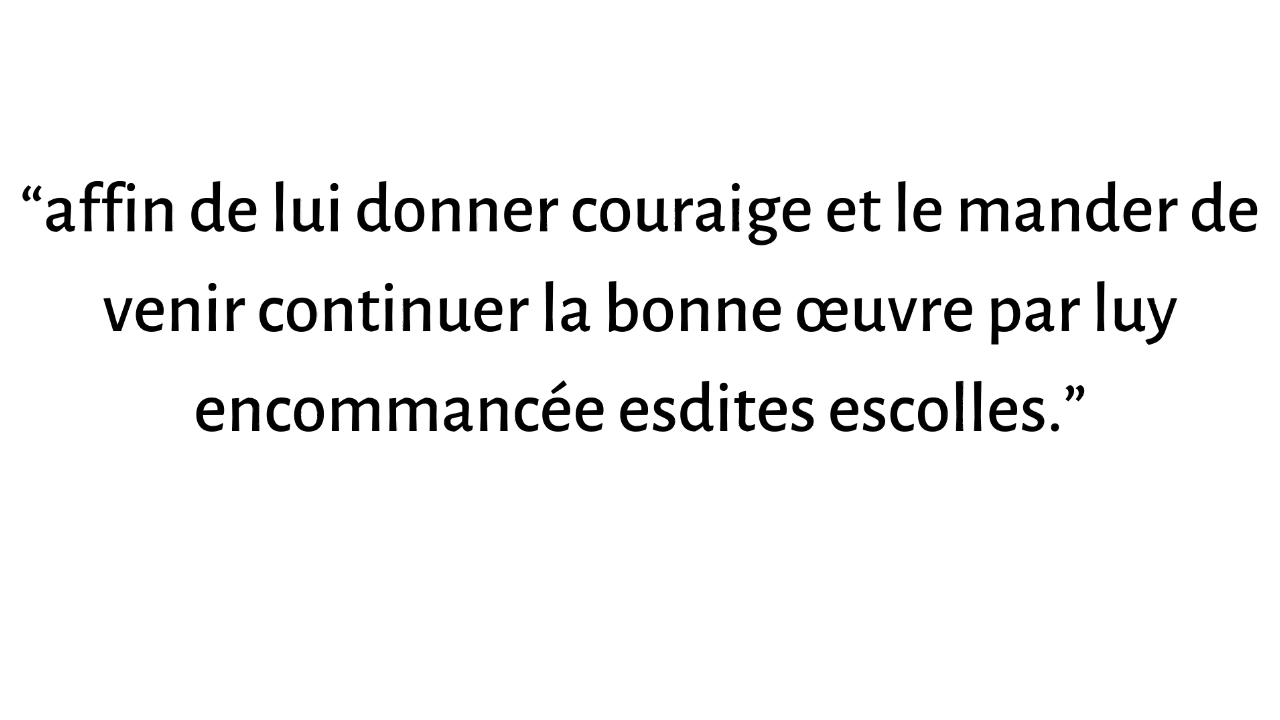 “affin de lui donner couraige et le mander de
venir continuer la bonne œuvre par luy
encommancée esdites escolles.”